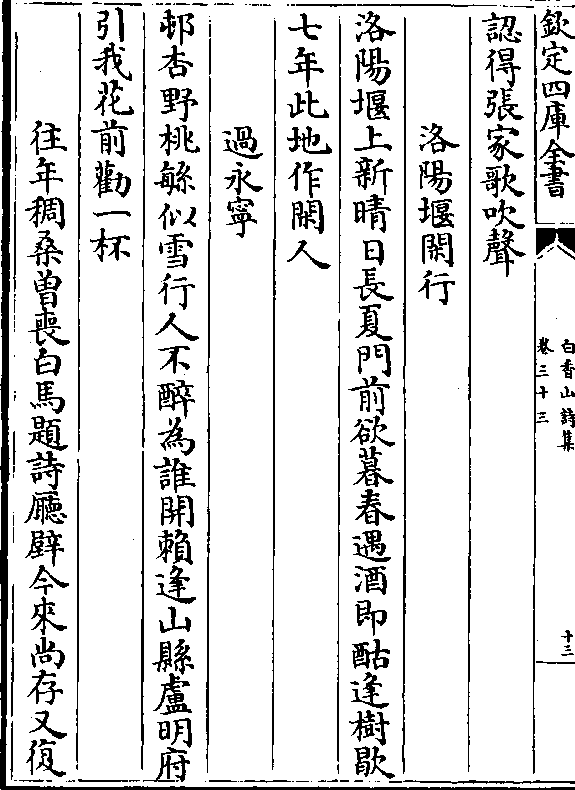 欽定四庫全書
白香山詩集
卷三十三
十三
認得張家歌吹聲
洛陽堰閑行
洛陽堰上新晴日長夏門前欲暮春遇酒即酤逢樹歇
七年此地作閑人
過永寧
邨杏野桃繁似雪行人不醉為誰開賴逢山縣盧明府
引我花前勸一杯
往年稠桑曽喪白馬題詩廳壁今來尚存又復